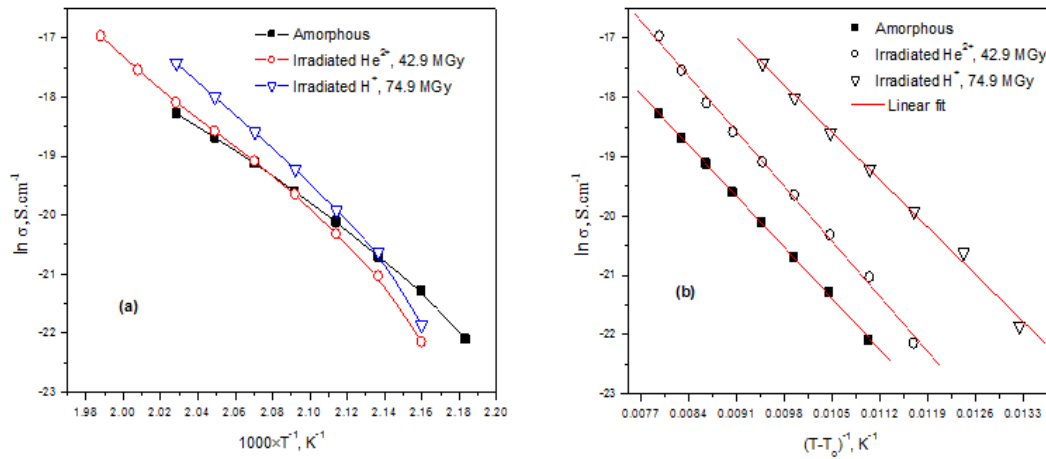 Amorphous
Irradiated He²⁺, 42.9 MGy
Irradiated H⁺, 74.9 MGy
-17
-18
-19
-20
-21
-22
-23
ln σ, S.cm⁻¹
(a)
1.98 2.00 2.02 2.04 2.06 2.08 2.10 2.12 2.14 2.16 2.18 2.20
1000×T⁻¹, K⁻¹
Amorphous
Irradiated He²⁺, 42.9 MGy
Irradiated H⁺, 74.9 MGy
Linear fit
-17
-18
-19
-20
-21
-22
-23
ln σ, S.cm⁻¹
(b)
0.0077 0.0084 0.0091 0.0098 0.0105 0.0112 0.0119 0.0126 0.0133
(T-Tₒ)⁻¹, K⁻¹